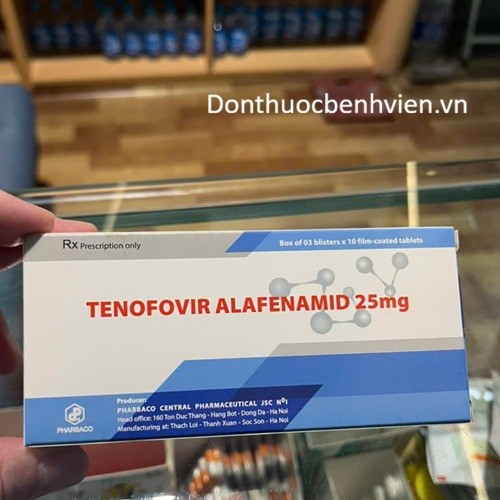 Donthuocbenhvien.vn
Rx Prescription only
Box of 03 blisters x 10 film-coated tablets
TENOFOVIR ALAFENAMID 25mg
Producer:
PHARBACO CENTRAL PHARMACEUTICAL JSC Nº1
Head office: 160 Ton Duc Thang - Hang Bot - Dong Da - Ha Noi
Manufacturing at: Thach Loi - Thanh Xuan - Soc Son - Ha Noi
PHARBACO